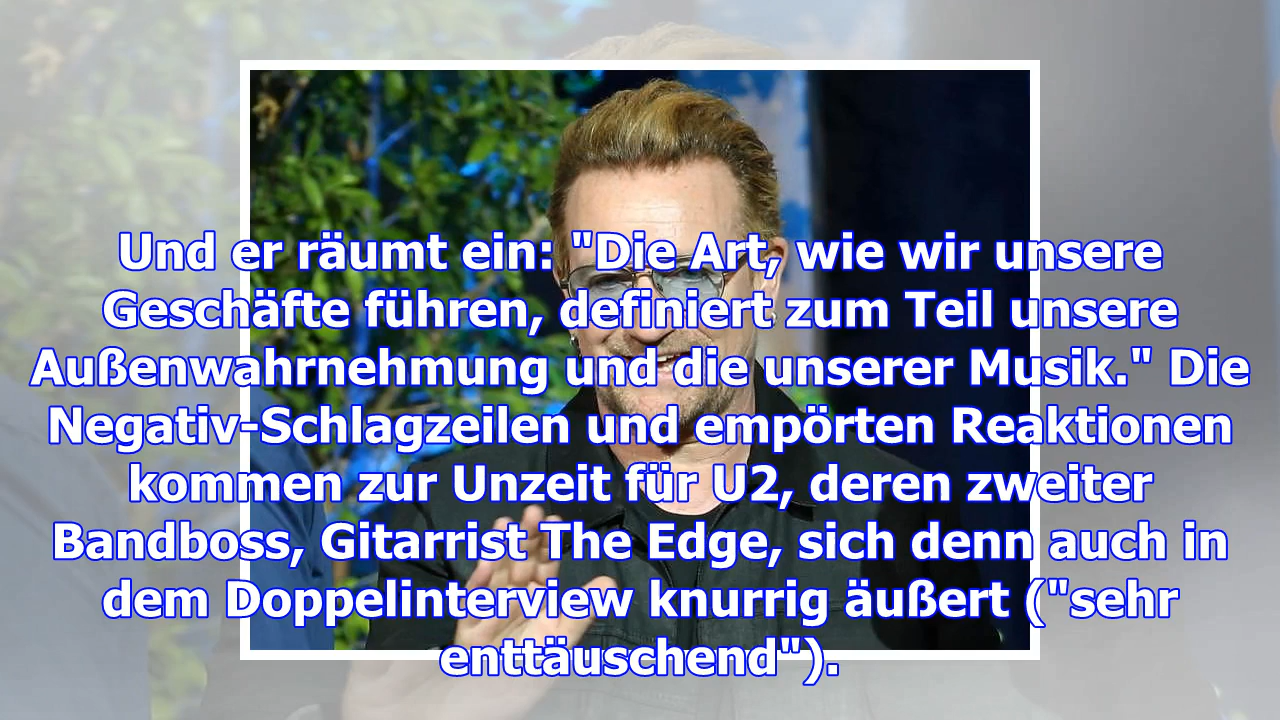 Und er räumt ein: "Die Art, wie wir unsere
Geschäfte führen, definiert zum Teil unsere
Außenwahrnehmung und die unserer Musik." Die
Negativ-Schlagzeilen und empörten Reaktionen
kommen zur Unzeit für U2, deren zweiter
Bandboss, Gitarrist The Edge, sich denn auch in
dem Doppelinterview knurrig äußert ("sehr
enttäuschend").